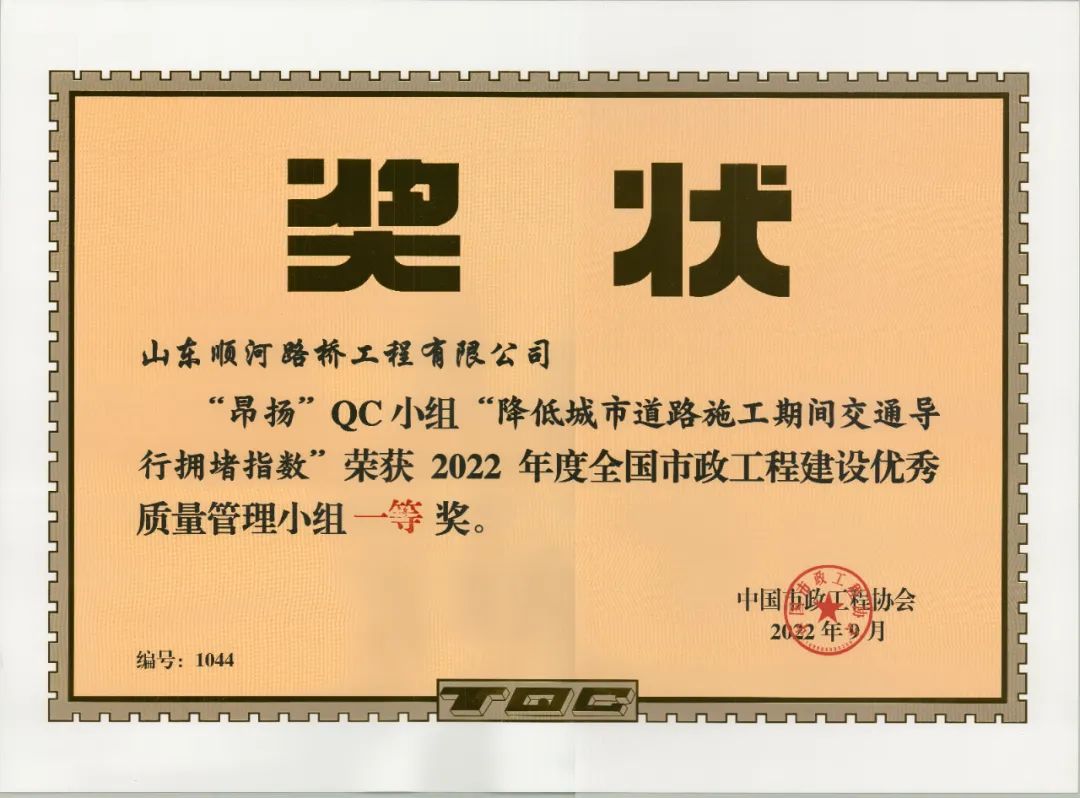 奖 状
山东顺河路桥工程有限公司
“昂扬”QC小组“降低城市道路施工期间交通导
行拥堵指数”荣获 2022 年度全国市政工程建设优秀
质量管理小组一等奖。
中国市政工程协会
2022年9月
编号：1044
TQC